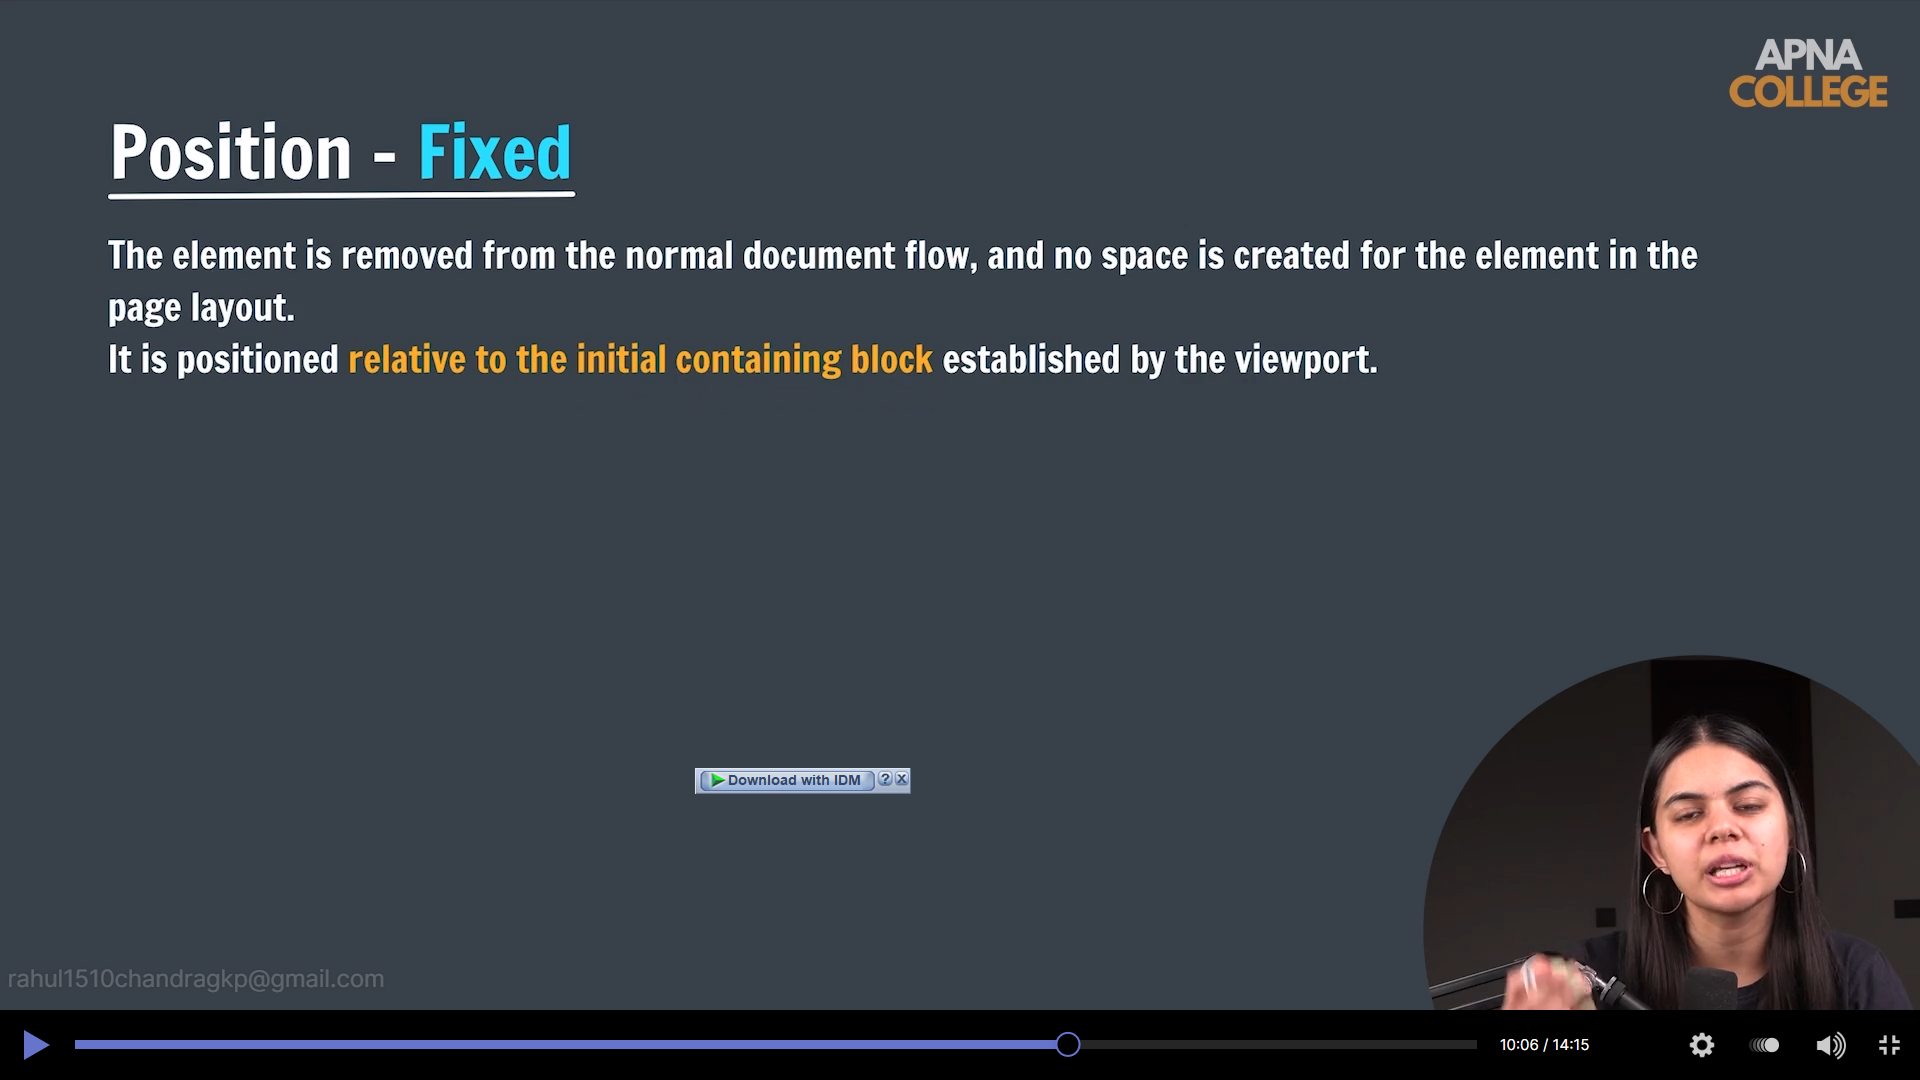 APNA
COLLEGE
Position - Fixed
The element is removed from the normal document flow, and no space is created for the element in the
page layout.
It is positioned relative to the initial containing block established by the viewport.
Download with IDM ? X
rahul1510chandragkp@gmail.com
10:06 / 14:15